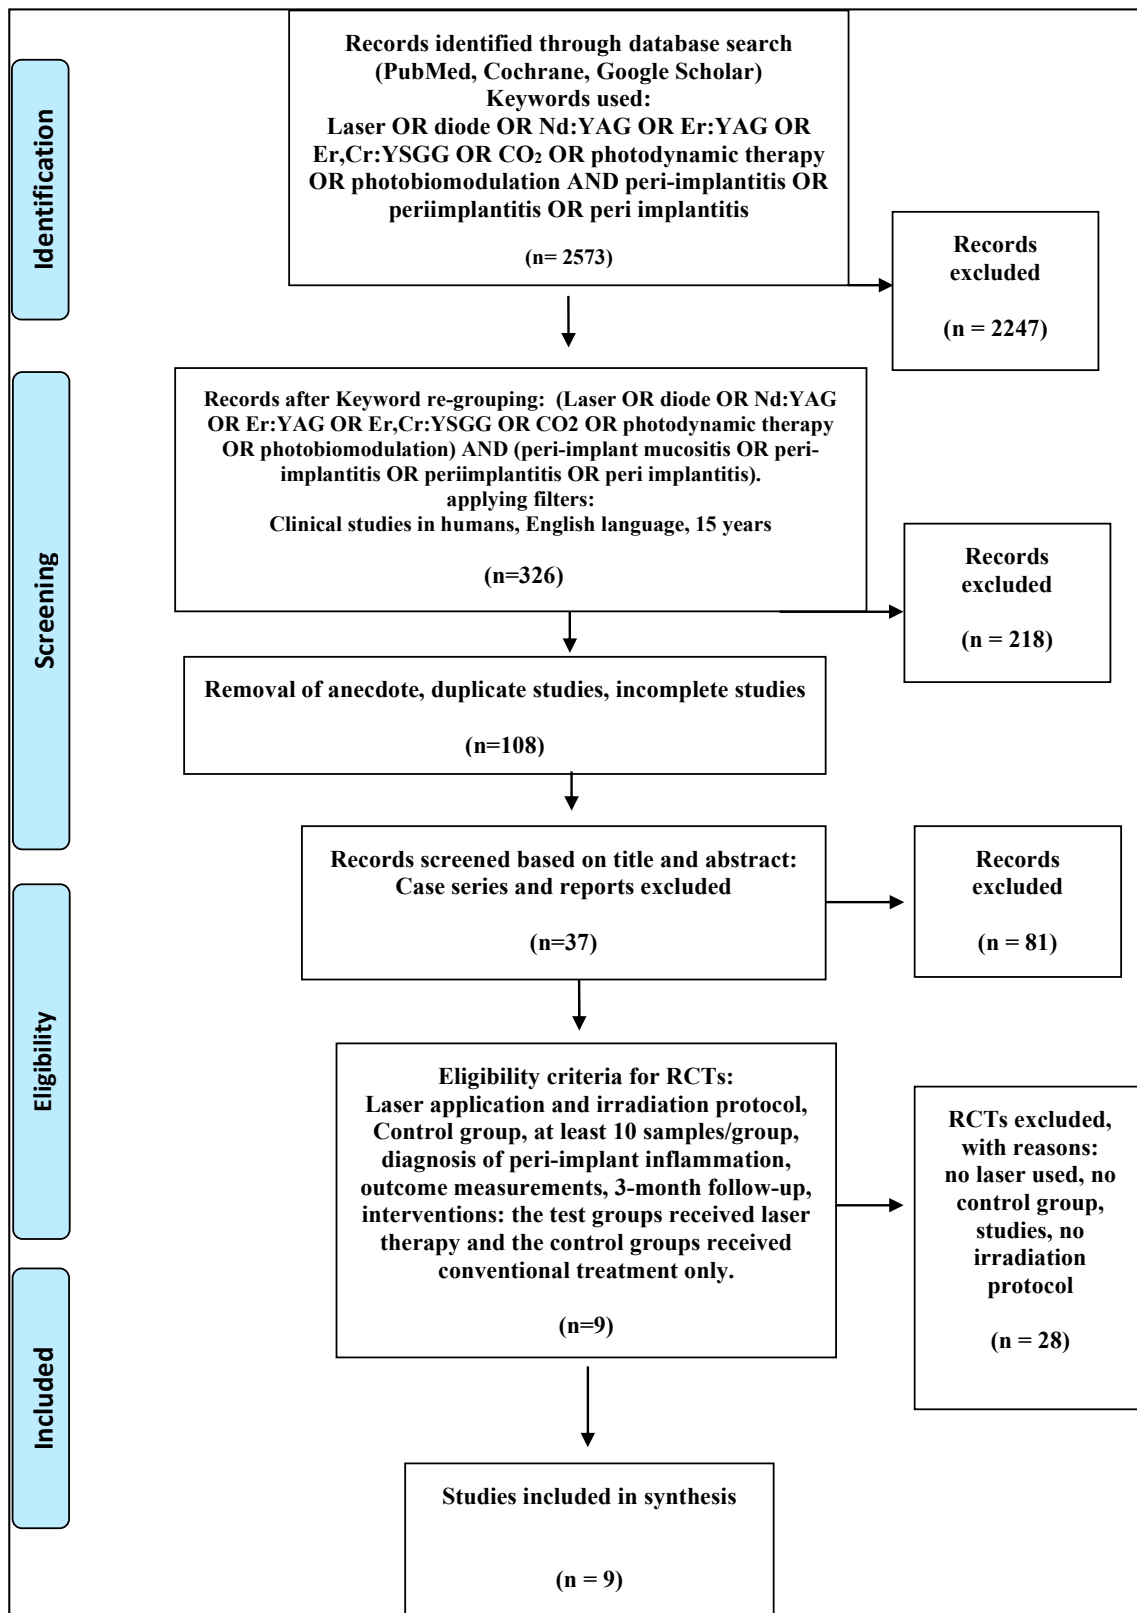 Identification
Records identified through database search
(PubMed, Cochrane, Google Scholar)
Keywords used:
Laser OR diode OR Nd:YAG OR Er:YAG OR
Er,Cr:YSGG OR CO₂ OR photodynamic therapy
OR photobiomodulation AND peri-implantitis OR
periimplantitis OR peri implantitis
(n= 2573)
Records
excluded
(n = 2247)
Screening
Records after Keyword re-grouping: (Laser OR diode OR Nd:YAG
OR Er:YAG OR Er,Cr:YSGG OR CO2 OR photodynamic therapy
OR photobiomodulation) AND (peri-implant mucositis OR peri-
implantitis OR periimplantitis OR peri implantitis).
applying filters:
Clinical studies in humans, English language, 15 years
(n=326)
Records
excluded
(n = 218)
Removal of anecdote, duplicate studies, incomplete studies
(n=108)
Records screened based on title and abstract:
Case series and reports excluded
(n=37)
Records
excluded
(n = 81)
Eligibility
Eligibility criteria for RCTs:
Laser application and irradiation protocol,
Control group, at least 10 samples/group,
diagnosis of peri-implant inflammation,
outcome measurements, 3-month follow-up,
interventions: the test groups received laser
therapy and the control groups received
conventional treatment only.
(n=9)
RCTs excluded,
with reasons:
no laser used, no
control group,
studies, no
irradiation
protocol
(n = 28)
Included
Studies included in synthesis
(n = 9)